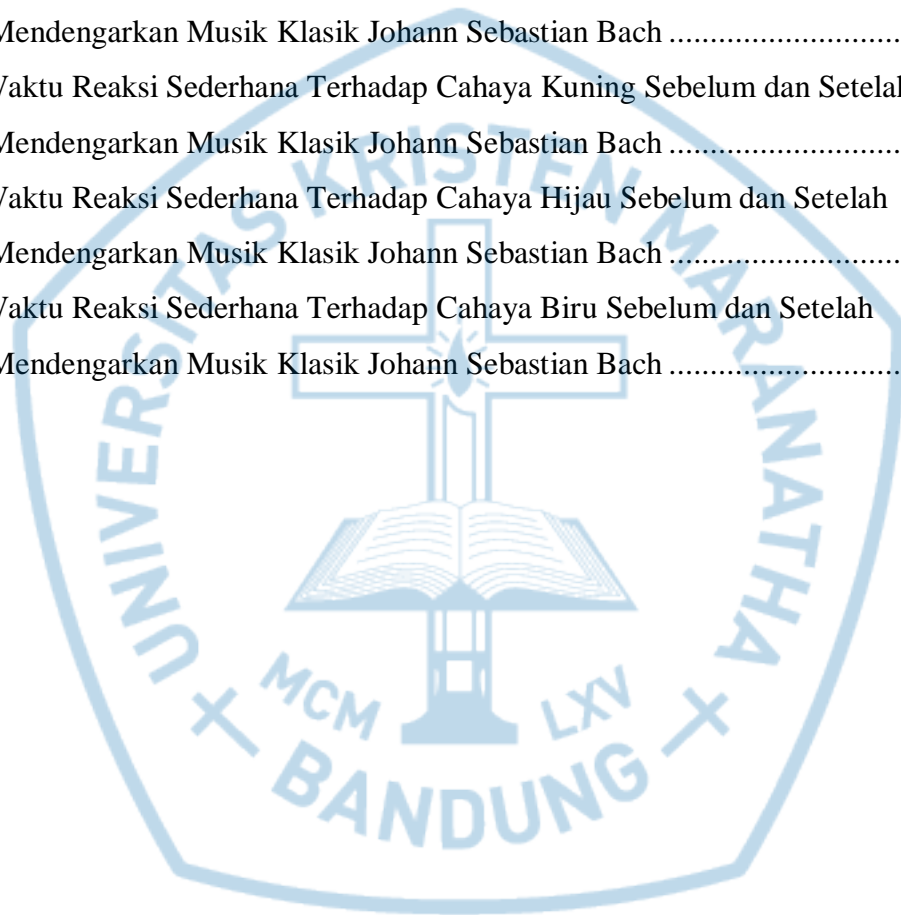 Mendengarkan Musik Klasik Johann Sebastian Bach ............................
Waktu Reaksi Sederhana Terhadap Cahaya Kuning Sebelum dan Setelah
Mendengarkan Musik Klasik Johann Sebastian Bach ............................
Waktu Reaksi Sederhana Terhadap Cahaya Hijau Sebelum dan Setelah
Mendengarkan Musik Klasik Johann Sebastian Bach ............................
Waktu Reaksi Sederhana Terhadap Cahaya Biru Sebelum dan Setelah
Mendengarkan Musik Klasik Johann Sebastian Bach ............................
UNIVERSITAS KRISTEN MARANATHA
MCM LXV
BANDUNG